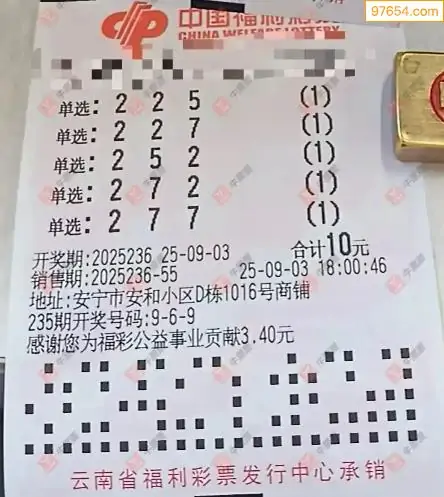 97654.com
中国福利彩票
CHINA WELFARE LOTTERY
单选: 2 2 5 (1)
单选: 2 2 7 (1)
单选: 2 5 2 (1)
单选: 2 7 2 (1)
单选: 2 7 7 (1)
合计10元
开奖期:2025236 25-09-03
销售期:2025236-55 25-09-03 18:00:46
地址:安宁市安和小区D栋1016号商铺
235期开奖号码:9-6-9
感谢您为福彩公益事业贡献3.40元
云南省福利彩票发行中心承销